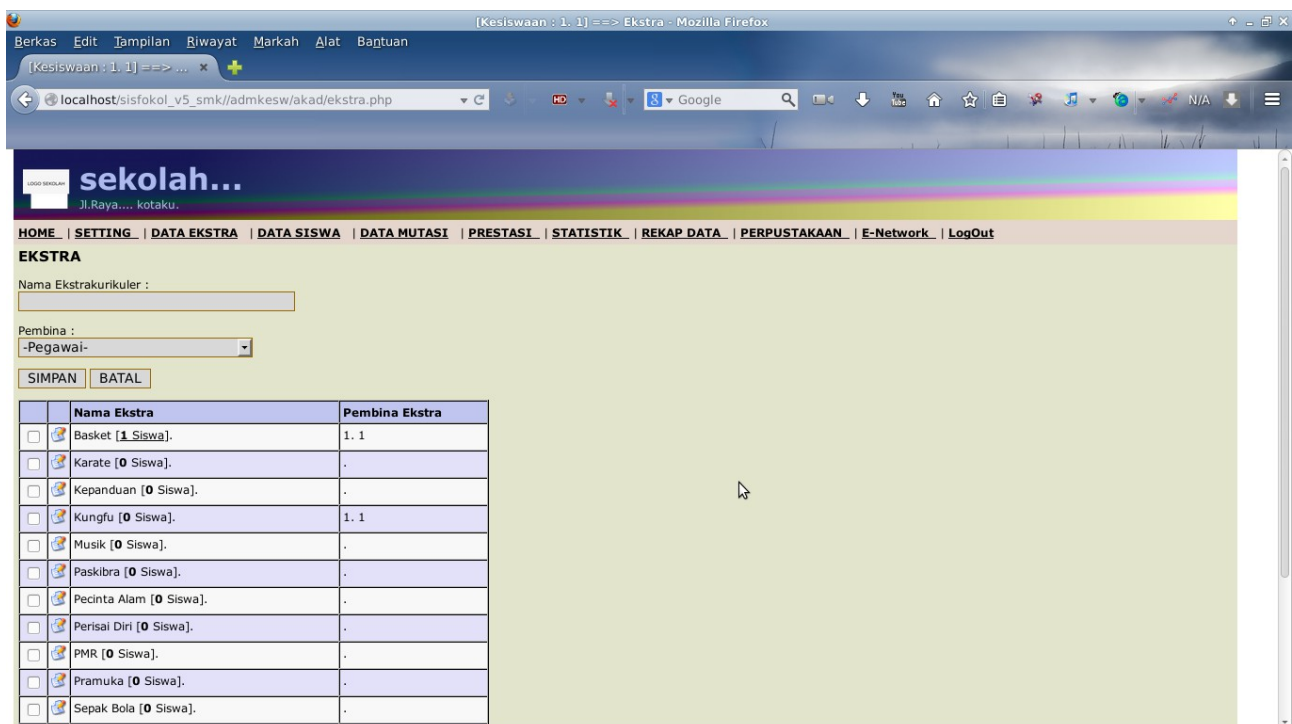 [Kesiswaan : 1. 1] ==> Ekstra - Mozilla Firefox
Berkas Edit Tampilan Riwayat Markah Alat Bantuan
[Kesiswaan : 1. 1] ==> ...
localhost/sisfokol_v5_smk//admkesw/akad/ekstra.php HD 8 Google You Tube N/A
LOGO SEKOLAH
sekolah...
Jl.Raya.... kotaku.
HOME | SETTING | DATA EKSTRA | DATA SISWA | DATA MUTASI | PRESTASI | STATISTIK | REKAP DATA | PERPUSTAKAAN | E-Network | LogOut
EKSTRA
Nama Ekstrakurikuler :
Pembina :
-Pegawai-
SIMPAN BATAL
Nama Ekstra Pembina Ekstra
Basket [1 Siswa]. 1. 1
Karate [0 Siswa]. .
Kepanduan [0 Siswa]. .
Kungfu [0 Siswa]. 1. 1
Musik [0 Siswa]. .
Paskibra [0 Siswa]. .
Pecinta Alam [0 Siswa]. .
Perisai Diri [0 Siswa]. .
PMR [0 Siswa]. .
Pramuka [0 Siswa]. .
Sepak Bola [0 Siswa]. .